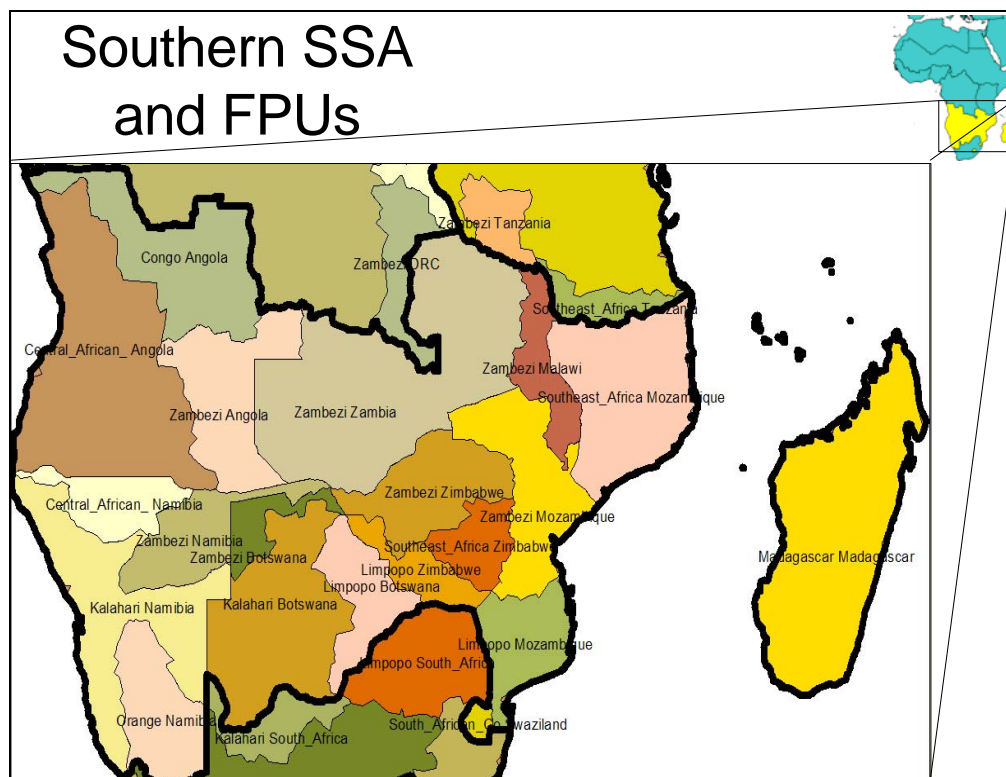 Southern SSA
and FPUs
Zambezi Tanzania
Congo Angola
Zambezi DRC
Southeast_Africa Tanzania
Central_African_ Angola
Zambezi Malawi
Southeast_Africa Mozambique
Zambezi Angola
Zambezi Zambia
Zambezi Zimbabwe
Central_African_ Namibia
Zambezi Mozambique
Zambezi Namibia
Southeast_Africa Zimbabwe
Zambezi Botswana
Madagascar Madagascar
Limpopo Zimbabwe
Limpopo Botswana
Kalahari Namibia
Kalahari Botswana
Limpopo Mozambique
Limpopo South_Africa
Orange Namibia
South_African_Co Swaziland
Kalahari South_Africa